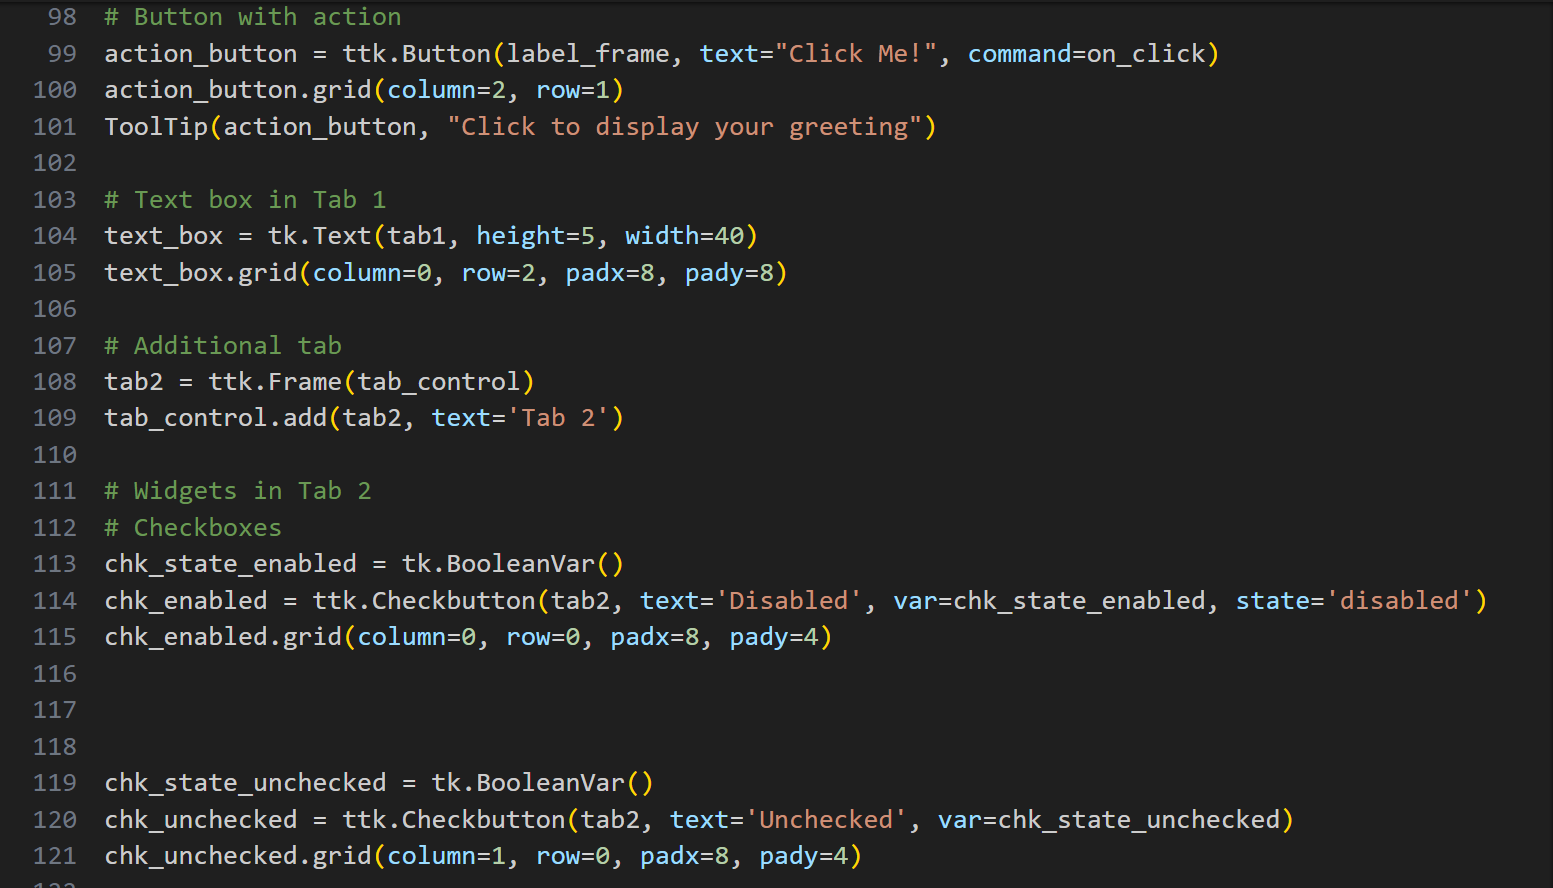 98 # Button with action
99 action_button = ttk.Button(label_frame, text="Click Me!", command=on_click)
100 action_button.grid(column=2, row=1)
101 ToolTip(action_button, "Click to display your greeting")
102
103 # Text box in Tab 1
104 text_box = tk.Text(tab1, height=5, width=40)
105 text_box.grid(column=0, row=2, padx=8, pady=8)
106
107 # Additional tab
108 tab2 = ttk.Frame(tab_control)
109 tab_control.add(tab2, text='Tab 2')
110
111 # Widgets in Tab 2
112 # Checkboxes
113 chk_state_enabled = tk.BooleanVar()
114 chk_enabled = ttk.Checkbutton(tab2, text='Disabled', var=chk_state_enabled, state='disabled')
115 chk_enabled.grid(column=0, row=0, padx=8, pady=4)
116
117
118
119 chk_state_unchecked = tk.BooleanVar()
120 chk_unchecked = ttk.Checkbutton(tab2, text='Unchecked', var=chk_state_unchecked)
121 chk_unchecked.grid(column=1, row=0, padx=8, pady=4)